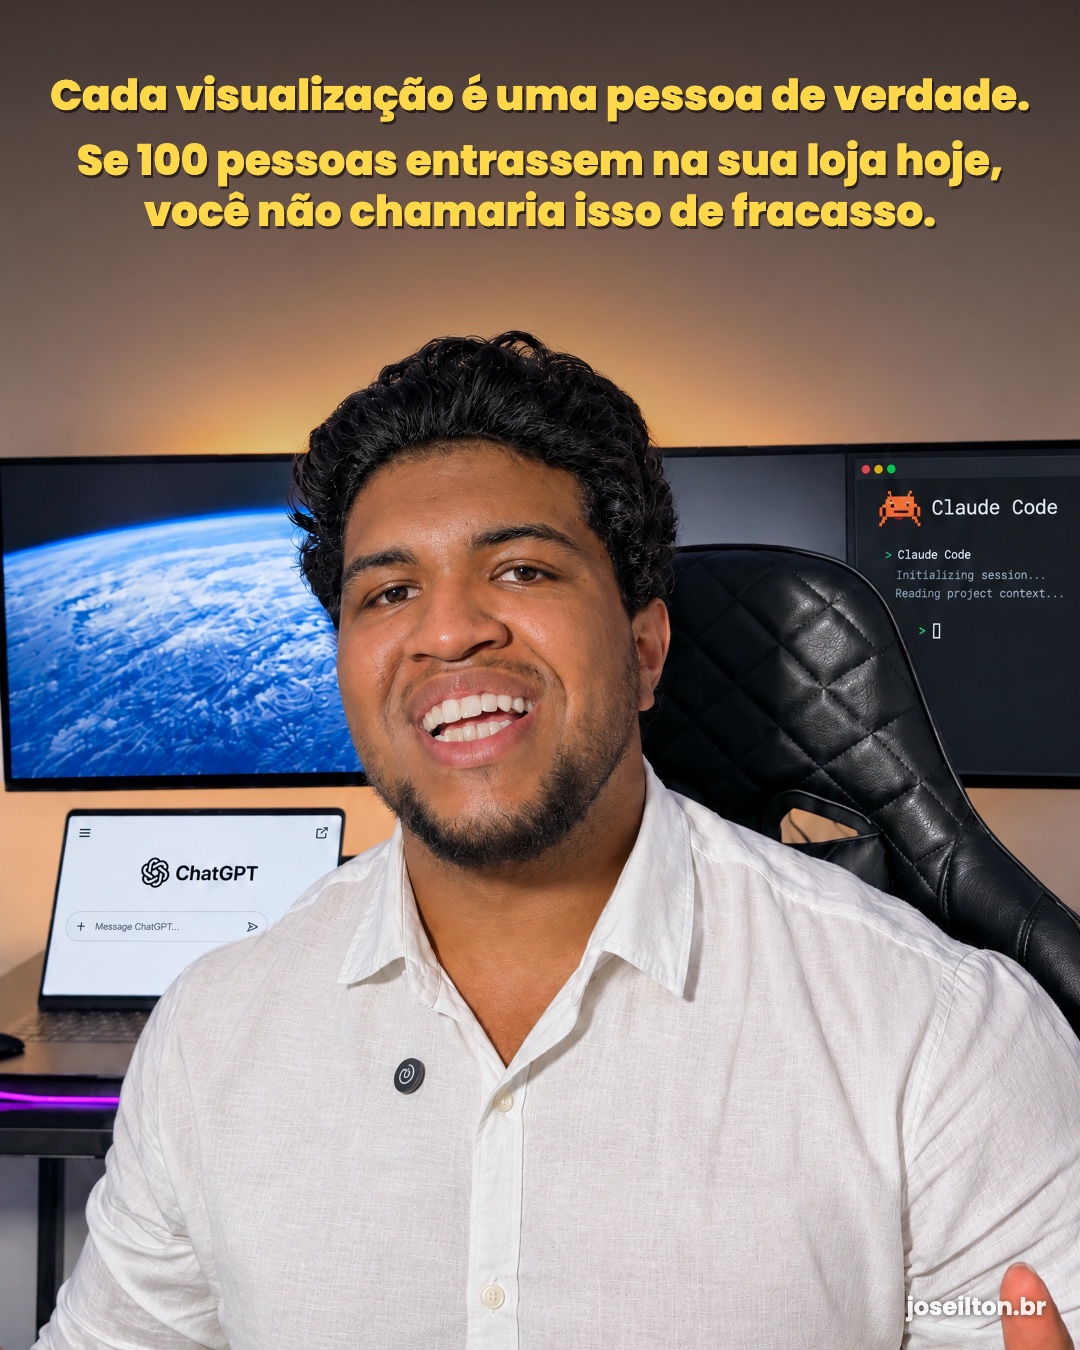 Cada visualização é uma pessoa de verdade.
Se 100 pessoas entrassem na sua loja hoje,
você não chamaria isso de fracasso.
Claude Code
> Claude Code
Initializing session...
Reading project context...
>
ChatGPT
+ Message ChatGPT...
joseilton.br